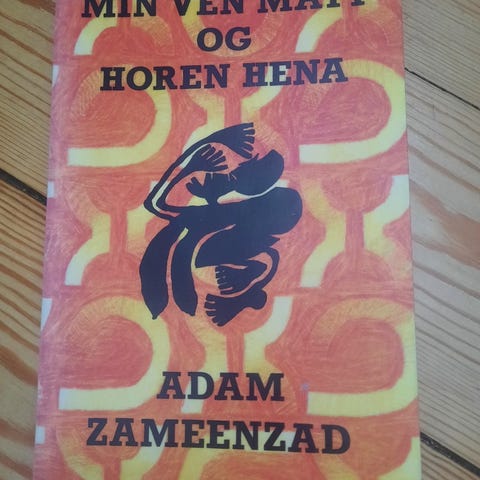 MIN VEN MATT
OG
HOREN HENA
ADAM
ZAMEENZAD